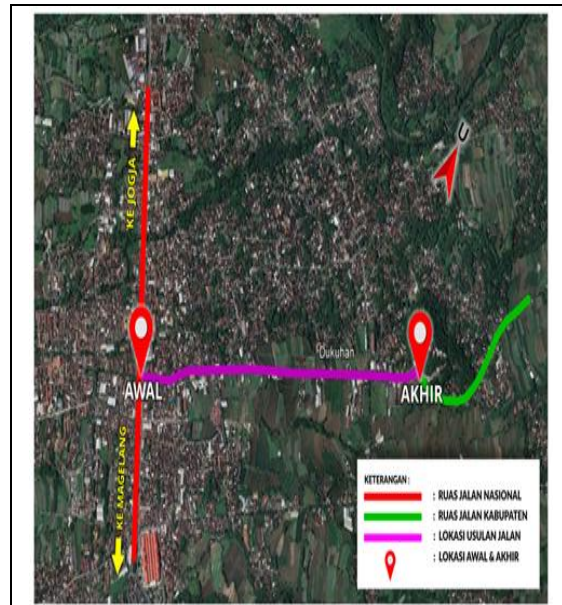 U
KE JOGJA
Dukuhan
AWAL
AKHIR
KE MAGELANG
KETERANGAN :
: RUAS JALAN NASIONAL
: RUAS JALAN KABUPATEN
: LOKASI USULAN JALAN
: LOKASI AWAL & AKHIR